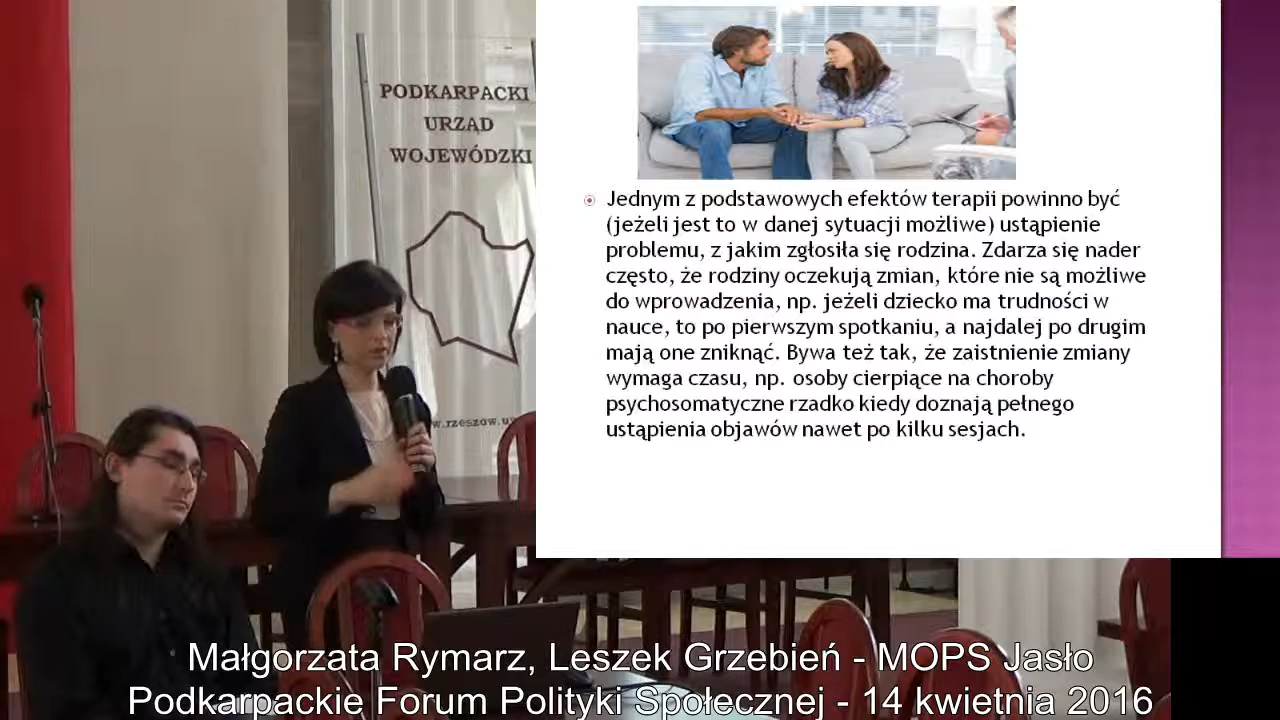 PODKARPACKI
URZĄD
WOJEWÓDZKI
w.rzeszow.u
Jednym z podstawowych efektów terapii powinno być
(jeżeli jest to w danej sytuacji możliwe) ustąpienie
problemu, z jakim zgłosiła się rodzina. Zdarza się nader
często, że rodziny oczekują zmian, które nie są możliwe
do wprowadzenia, np. jeżeli dziecko ma trudności w
nauce, to po pierwszym spotkaniu, a najdalej po drugim
mają one zniknąć. Bywa też tak, że zaistnienie zmiany
wymaga czasu, np. osoby cierpiące na choroby
psychosomatyczne rzadko kiedy doznają pełnego
ustąpienia objawów nawet po kilku sesjach.
Małgorzata Rymarz, Leszek Grzebień - MOPS Jasło
Podkarpackie Forum Polityki Społecznej - 14 kwietnia 2016